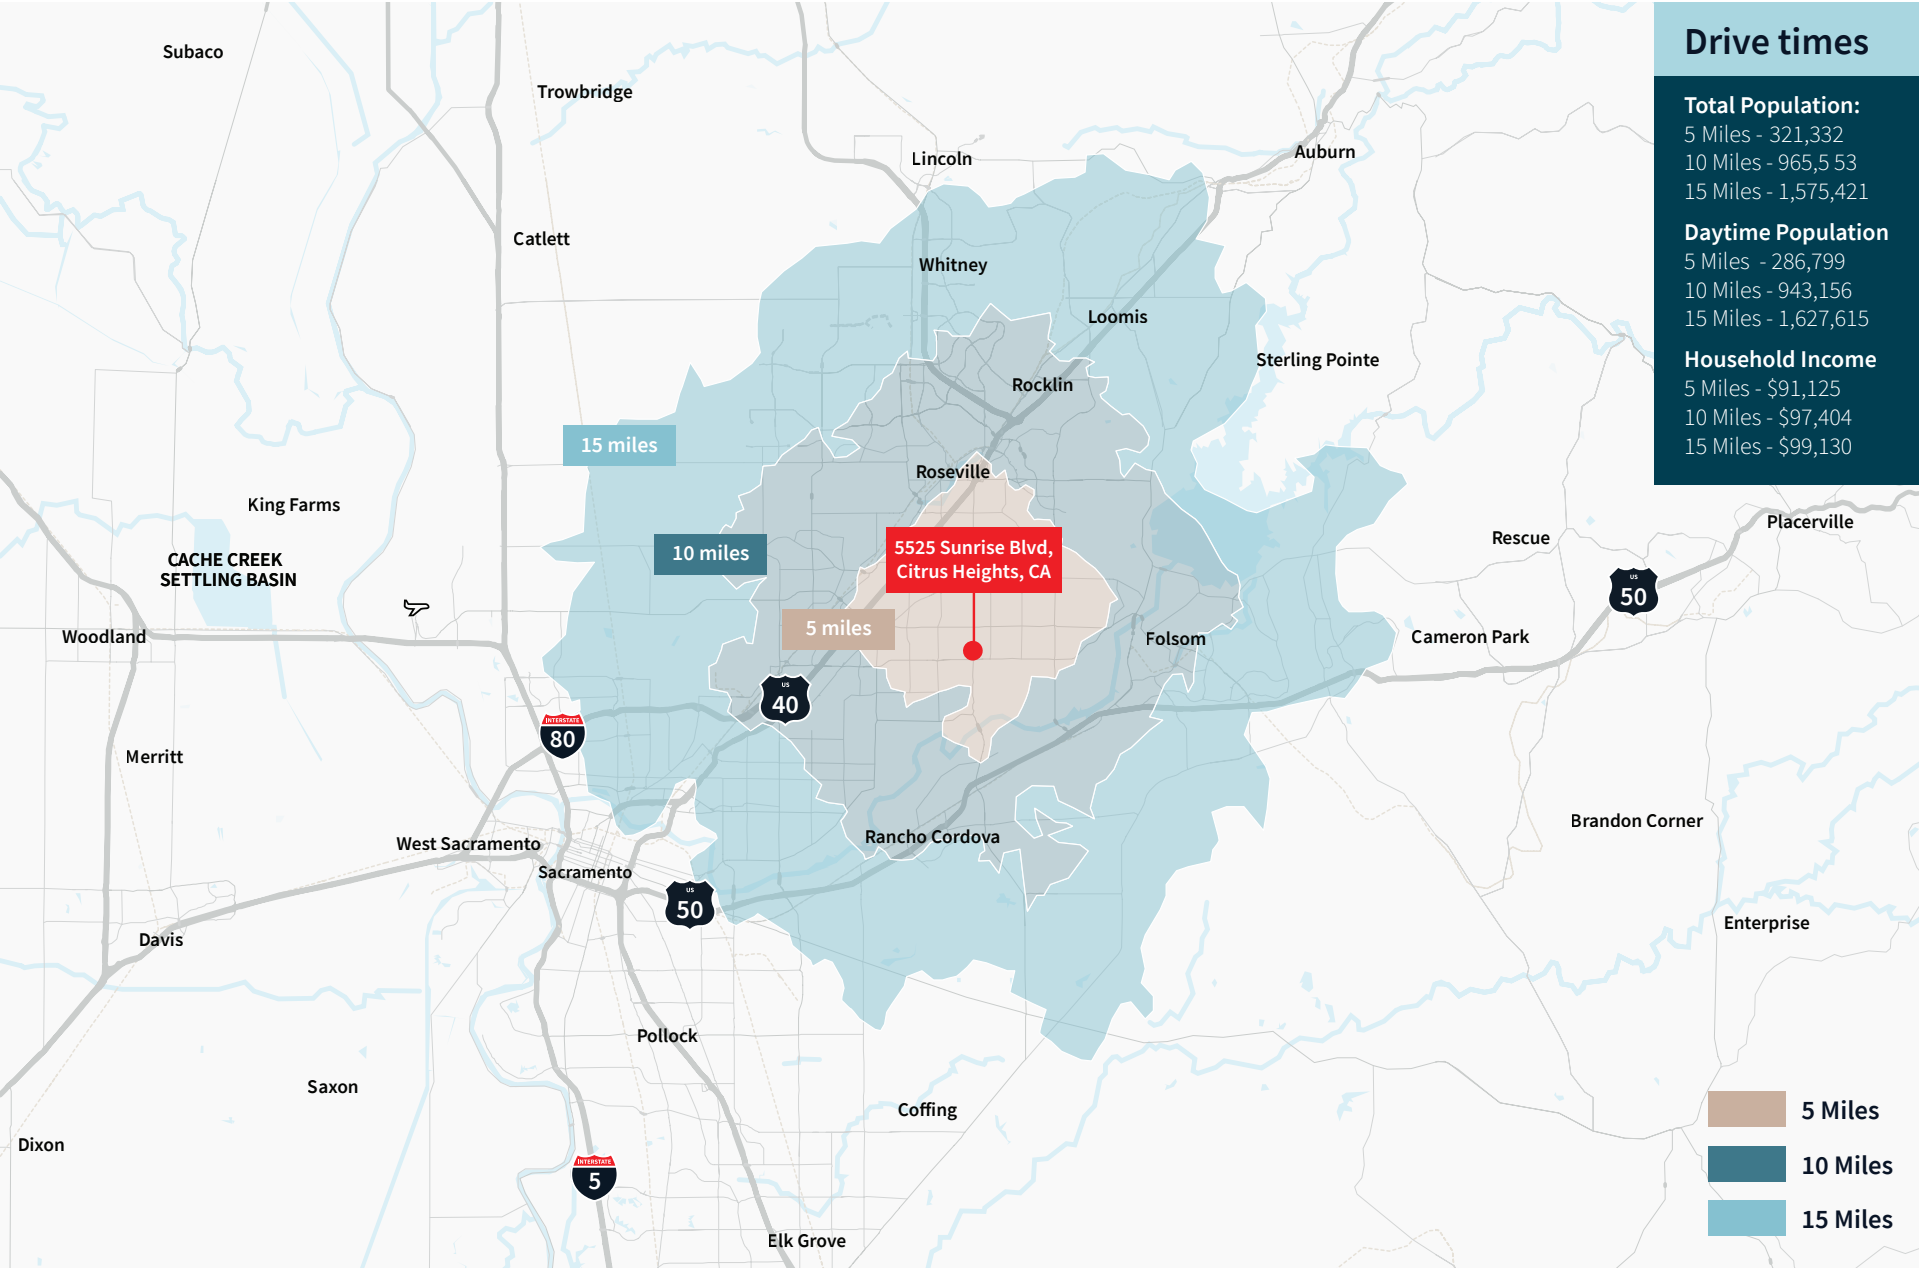 Drive times
Total Population:
5 Miles - 321,332
10 Miles - 965,5 53
15 Miles - 1,575,421
Daytime Population
5 Miles  - 286,799
10 Miles - 943,156
15 Miles - 1,627,615
Household Income
5 Miles - $91,125
10 Miles - $97,404
15 Miles - $99,130
Subaco
Trowbridge
Lincoln
Auburn
Catlett
Whitney
Loomis
Sterling Pointe
Rocklin
15 miles
Roseville
King Farms
Placerville
Rescue
10 miles
5525 Sunrise Blvd,
Citrus Heights, CA
CACHE CREEK
SETTLING BASIN
US
50
5 miles
Woodland
Folsom
Cameron Park
US
40
INTERSTATE
80
Merritt
Brandon Corner
Rancho Cordova
West Sacramento
Sacramento
US
50
Enterprise
Davis
Pollock
Saxon
Coffing
Dixon
INTERSTATE
5
Elk Grove
5 Miles
10 Miles
15 Miles